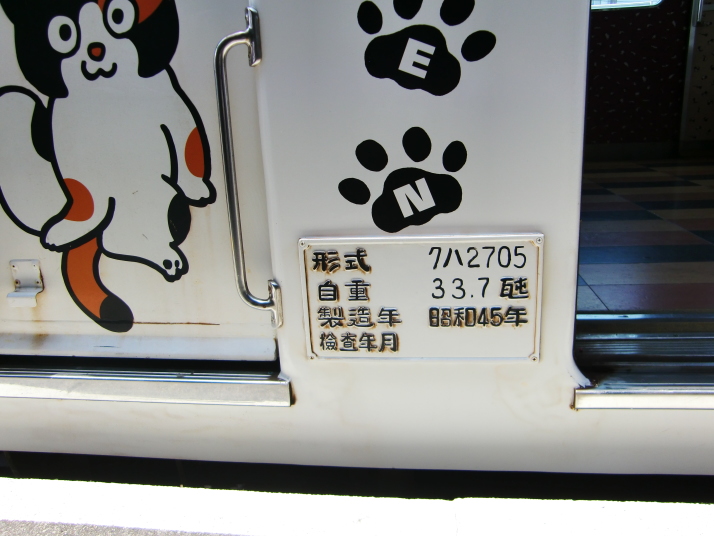 E
N
形式 クハ2705
自重 33.7 瓲
製造年 昭和45年
検査年月